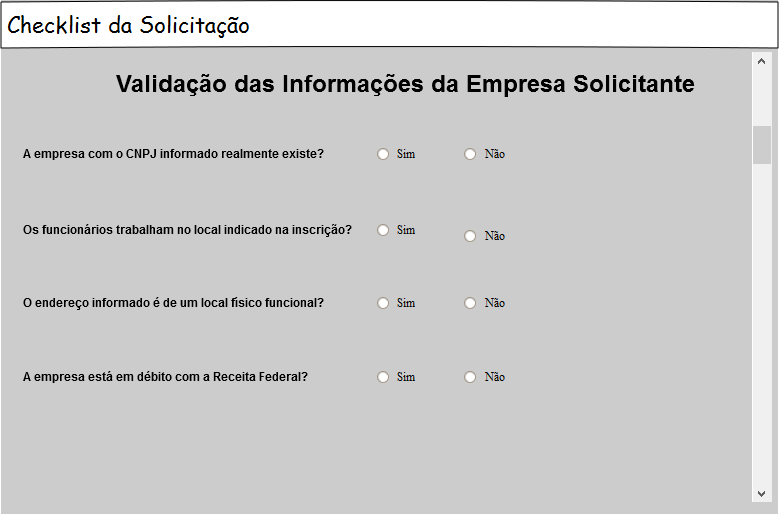 Checklist da Solicitação
Validação das Informações da Empresa Solicitante
A empresa com o CNPJ informado realmente existe? Sim Não
Os funcionários trabalham no local indicado na inscrição? Sim Não
O endereço informado é de um local físico funcional? Sim Não
A empresa está em débito com a Receita Federal? Sim Não